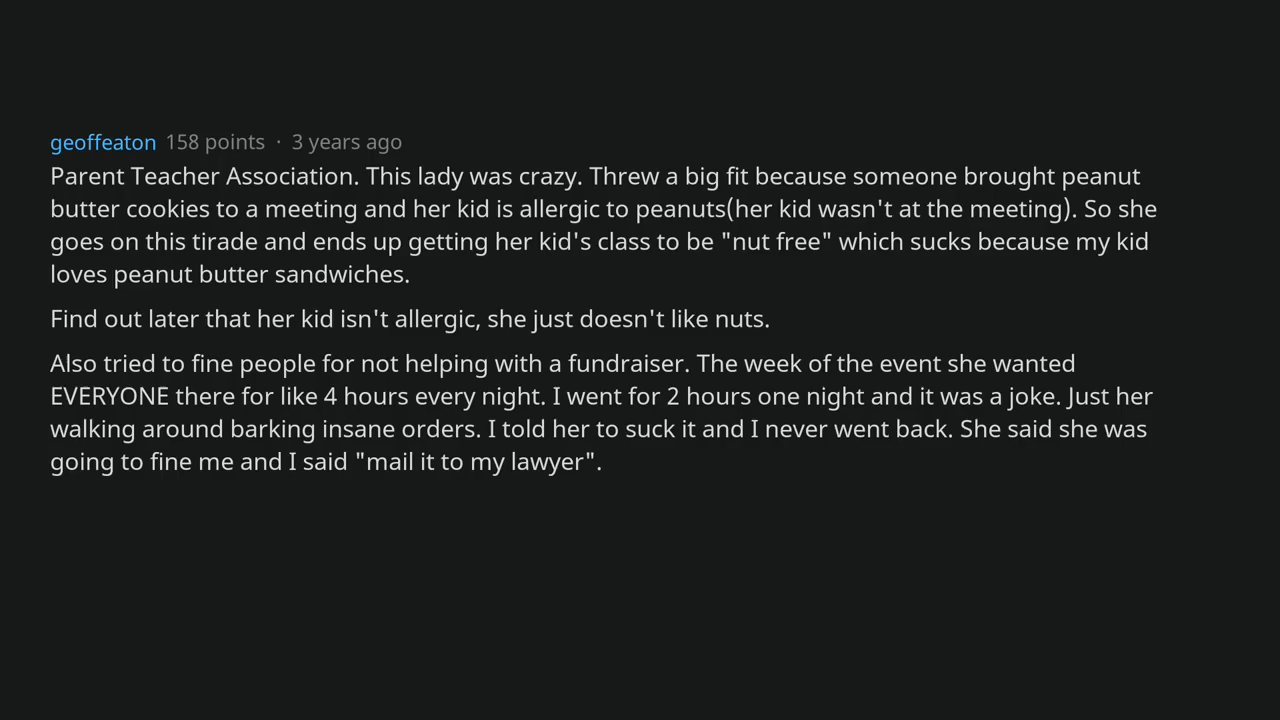 geoffeaton 158 points · 3 years ago
Parent Teacher Association. This lady was crazy. Threw a big fit because someone brought peanut
butter cookies to a meeting and her kid is allergic to peanuts(her kid wasn't at the meeting). So she
goes on this tirade and ends up getting her kid's class to be "nut free" which sucks because my kid
loves peanut butter sandwiches.
Find out later that her kid isn't allergic, she just doesn't like nuts.
Also tried to fine people for not helping with a fundraiser. The week of the event she wanted
EVERYONE there for like 4 hours every night. I went for 2 hours one night and it was a joke. Just her
walking around barking insane orders. I told her to suck it and I never went back. She said she was
going to fine me and I said "mail it to my lawyer".